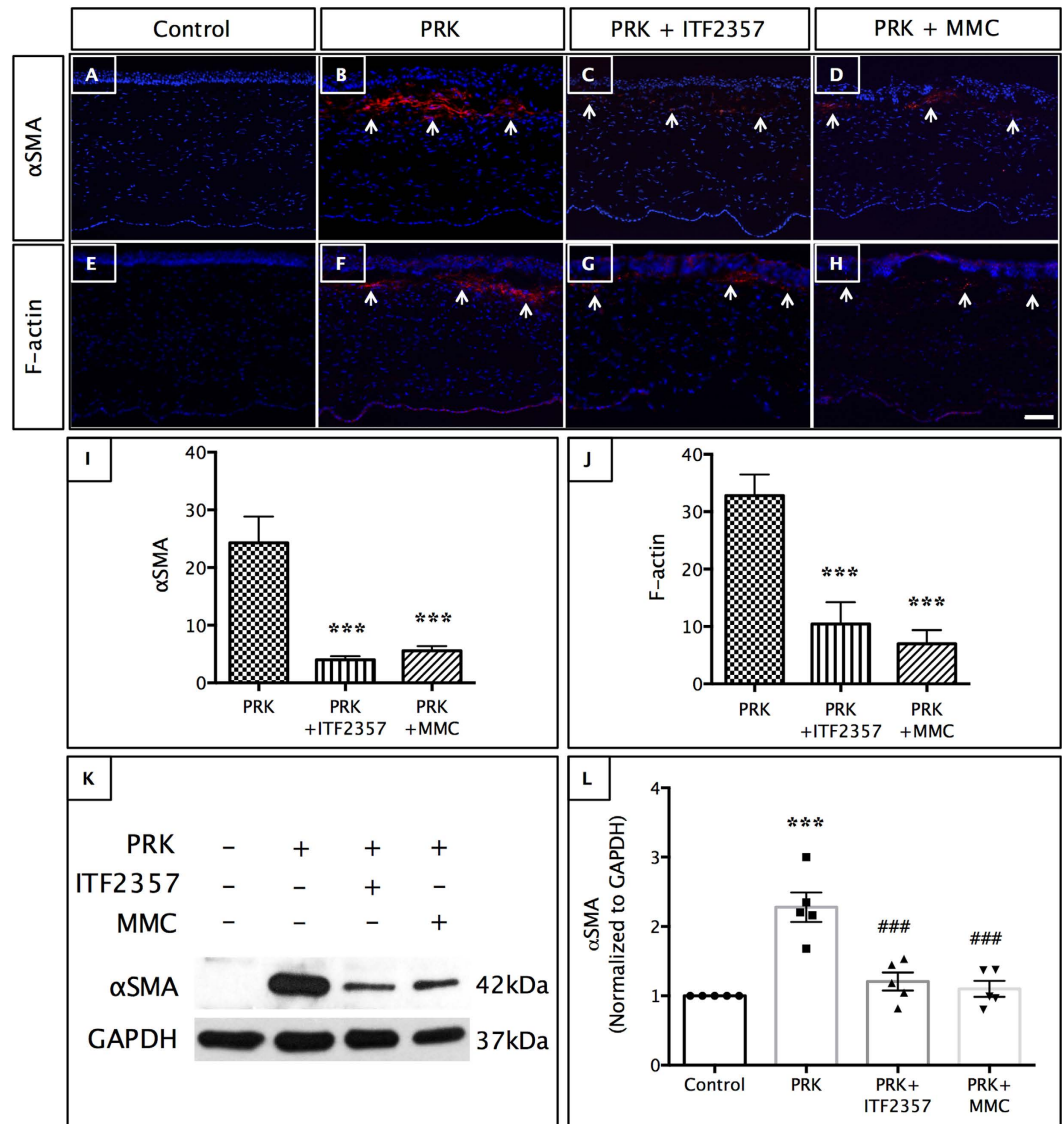 Control PRK PRK + ITF2357 PRK + MMC
αSMA
A B C D
F-actin
E F G H
I
αSMA
40
30
20
10
0
***
***
PRK PRK PRK
+ITF2357 +MMC
J
F-actin
40
30
20
10
0
***
***
PRK PRK PRK
+ITF2357 +MMC
K
PRK – + + +
ITF2357 – – + –
MMC – – – +
αSMA 42kDa
GAPDH 37kDa
L
αSMA
(Normalized to GAPDH)
4
3
2
1
0
***
###
###
Control PRK PRK+ PRK+
ITF2357 MMC